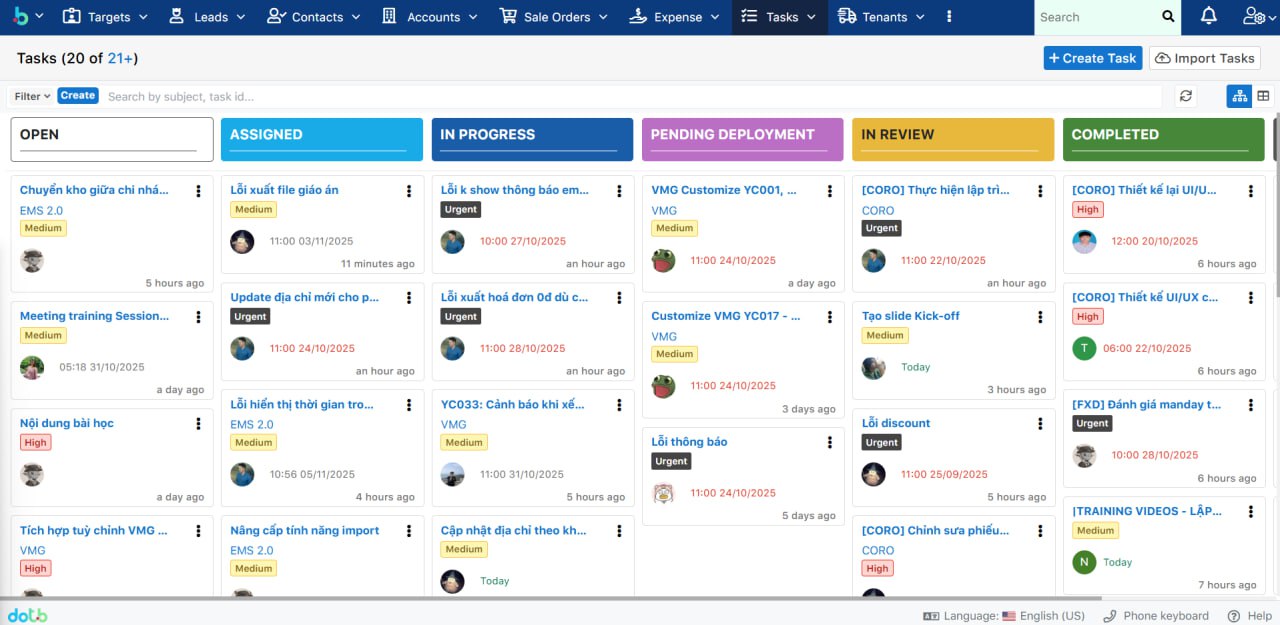 Targets Leads Contacts Accounts Sale Orders Expense Tasks Tenants Search
Tasks (20 of 21+)
+ Create Task Import Tasks
Filter Create Search by subject, task id...
OPEN
Chuyển kho giữa chi nhá...
EMS 2.0
Medium
5 hours ago
Meeting training Session...
Medium
05:18 31/10/2025
a day ago
Nội dung bài học
High
a day ago
Tích hợp tuỳ chỉnh VMG ...
VMG
High
ASSIGNED
Lỗi xuất file giáo án
Medium
11:00 03/11/2025
11 minutes ago
Update địa chỉ mới cho p...
Urgent
11:00 24/10/2025
an hour ago
Lỗi hiển thị thời gian tro...
EMS 2.0
Medium
10:56 05/11/2025
4 hours ago
Nâng cấp tính năng import
EMS 2.0
Medium
IN PROGRESS
Lỗi k show thông báo em...
Urgent
10:00 27/10/2025
an hour ago
Lỗi xuất hoá đơn 0đ dù c...
Urgent
11:00 28/10/2025
an hour ago
YC033: Cảnh báo khi xế...
VMG
Medium
11:00 31/10/2025
5 hours ago
Cập nhật địa chỉ theo kh...
Medium
Today
PENDING DEPLOYMENT
VMG Customize YC001, ...
VMG
Medium
11:00 24/10/2025
a day ago
Customize VMG YC017 - ...
VMG
Medium
11:00 24/10/2025
3 days ago
Lỗi thông báo
Urgent
11:00 24/10/2025
5 days ago
IN REVIEW
[CORO] Thực hiện lập trì...
CORO
Urgent
11:00 22/10/2025
an hour ago
Tạo slide Kick-off
Medium
Today
3 hours ago
Lỗi discount
Urgent
11:00 25/09/2025
5 hours ago
[CORO] Chỉnh sưa phiếu...
CORO
High
COMPLETED
[CORO] Thiết kế lại UI/U...
High
12:00 20/10/2025
6 hours ago
[CORO] Thiết kế UI/UX c...
High
T 06:00 22/10/2025
6 hours ago
[FXD] Đánh giá manday t...
Urgent
10:00 28/10/2025
6 hours ago
|TRAINING VIDEOS - LẬP...
Medium
N Today
7 hours ago
dotb Language: English (US) Phone keyboard Help